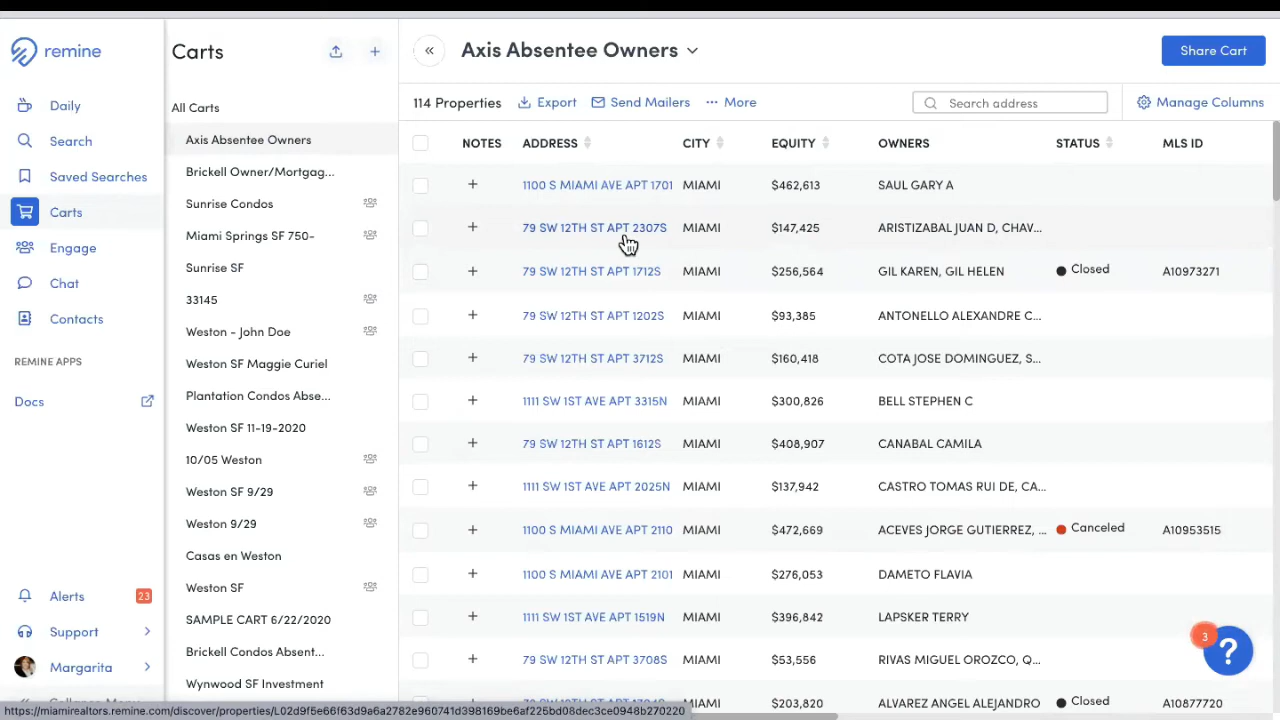 remine
Daily
Search
Saved Searches
Carts
Engage
Chat
Contacts
REMINE APPS
Docs
Alerts 23
Support
Margarita
Carts
All Carts
Axis Absentee Owners
Brickell Owner/Mortgag...
Sunrise Condos
Miami Springs SF 750-
Sunrise SF
33145
Weston - John Doe
Weston SF Maggie Curiel
Plantation Condos Abse...
Weston SF 11-19-2020
10/05 Weston
Weston SF 9/29
Weston 9/29
Casas en Weston
Weston SF
SAMPLE CART 6/22/2020
Brickell Condos Absent...
Wynwood SF Investment
« Axis Absentee Owners Share Cart
114 Properties Export Send Mailers ... More Search address Manage Columns
NOTES ADDRESS CITY EQUITY OWNERS STATUS MLS ID
+ 1100 S MIAMI AVE APT 1701 MIAMI $462,613 SAUL GARY A
+ 79 SW 12TH ST APT 2307S MIAMI $147,425 ARISTIZABAL JUAN D, CHAV...
+ 79 SW 12TH ST APT 1712S MIAMI $256,564 GIL KAREN, GIL HELEN Closed A10973271
+ 79 SW 12TH ST APT 1202S MIAMI $93,385 ANTONELLO ALEXANDRE C...
+ 79 SW 12TH ST APT 3712S MIAMI $160,418 COTA JOSE DOMINGUEZ, S...
+ 1111 SW 1ST AVE APT 3315N MIAMI $300,826 BELL STEPHEN C
+ 79 SW 12TH ST APT 1612S MIAMI $408,907 CANABAL CAMILA
+ 1111 SW 1ST AVE APT 2025N MIAMI $137,942 CASTRO TOMAS RUI DE, CA...
+ 1100 S MIAMI AVE APT 2110 MIAMI $472,669 ACEVES JORGE GUTIERREZ, ... Canceled A10953515
+ 1100 S MIAMI AVE APT 2101 MIAMI $276,053 DAMETO FLAVIA
+ 1111 SW 1ST AVE APT 1519N MIAMI $396,842 LAPSKER TERRY
+ 79 SW 12TH ST APT 3708S MIAMI $53,556 RIVAS MIGUEL OROZCO, Q...
MIAMI $203,820 ALVAREZ ANGEL ALEJANDRO Closed A10877720
3
?
https://miamirealtors.remine.com/discover/properties/L02d9f5e66f63d9a6a2782e960741d398169be6af225bd08dec3ce0948b270220